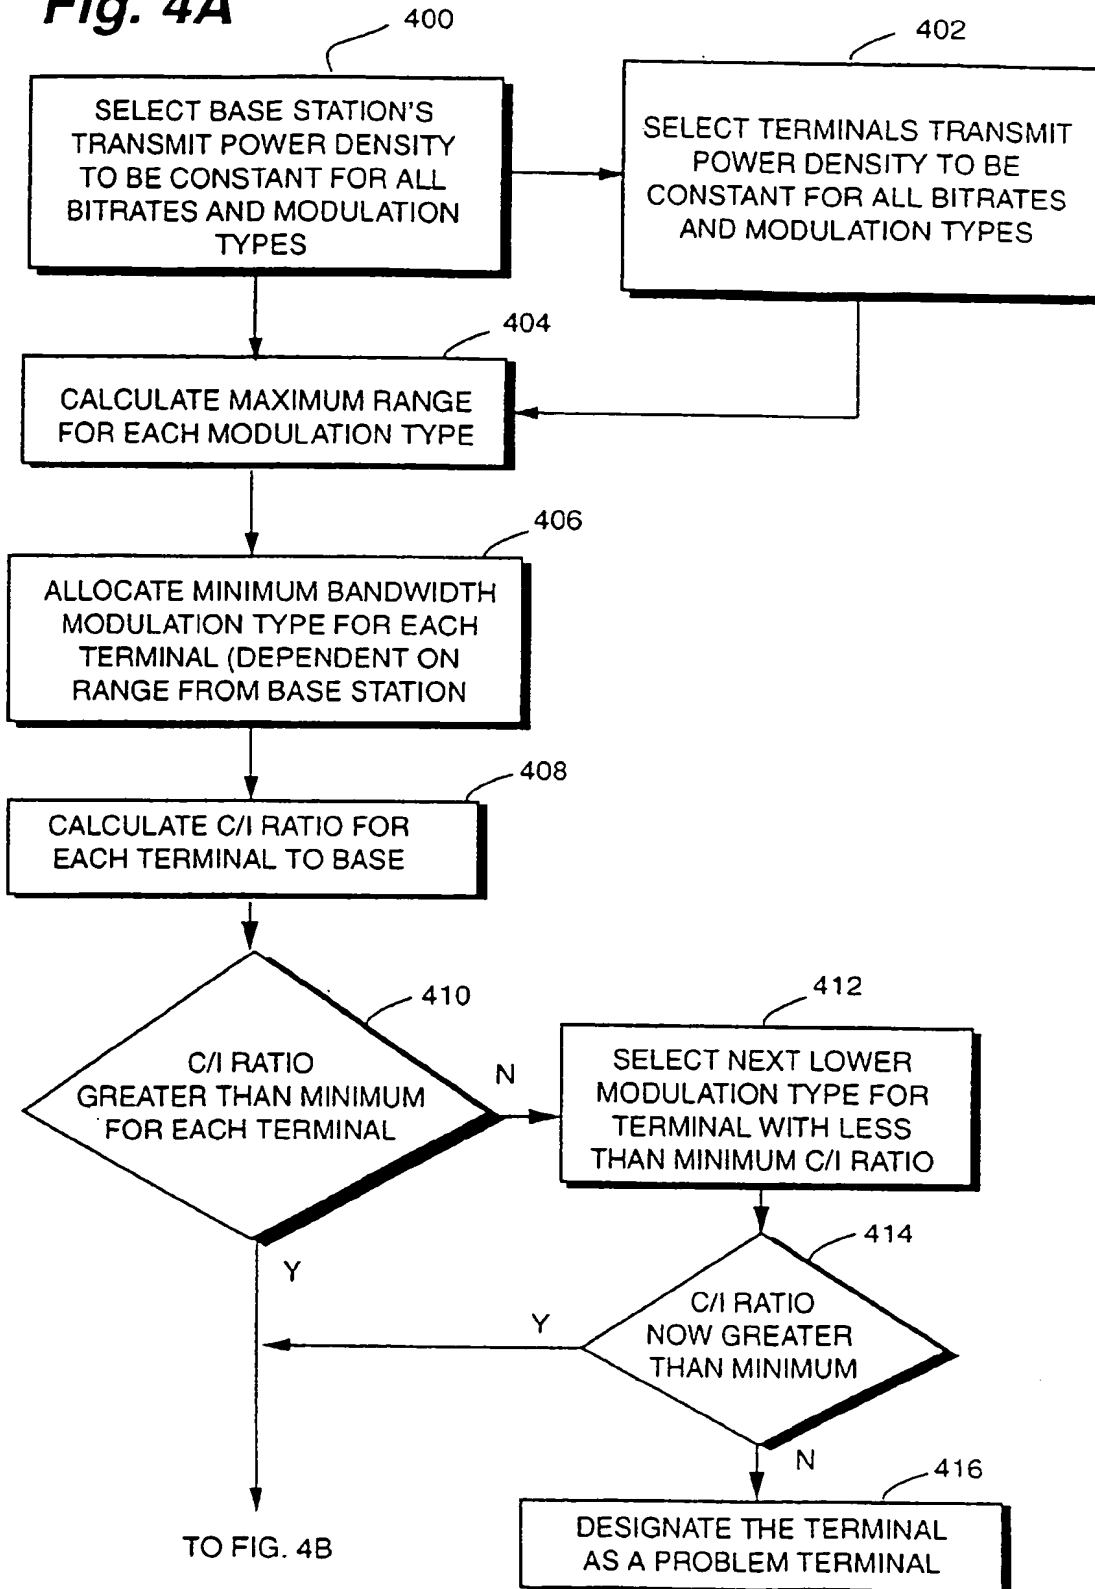 Fig. 4A
400
SELECT BASE STATION'S
TRANSMIT POWER DENSITY
TO BE CONSTANT FOR ALL
BITRATES AND MODULATION
TYPES
402
SELECT TERMINALS TRANSMIT
POWER DENSITY TO BE
CONSTANT FOR ALL BITRATES
AND MODULATION TYPES
404
CALCULATE MAXIMUM RANGE
FOR EACH MODULATION TYPE
406
ALLOCATE MINIMUM BANDWIDTH
MODULATION TYPE FOR EACH
TERMINAL (DEPENDENT ON
RANGE FROM BASE STATION
408
CALCULATE C/I RATIO FOR
EACH TERMINAL TO BASE
410
C/I RATIO
GREATER THAN MINIMUM
FOR EACH TERMINAL
N
Y
412
SELECT NEXT LOWER
MODULATION TYPE FOR
TERMINAL WITH LESS
THAN MINIMUM C/I RATIO
414
C/I RATIO
NOW GREATER
THAN MINIMUM
Y
N
416
DESIGNATE THE TERMINAL
AS A PROBLEM TERMINAL
TO FIG. 4B